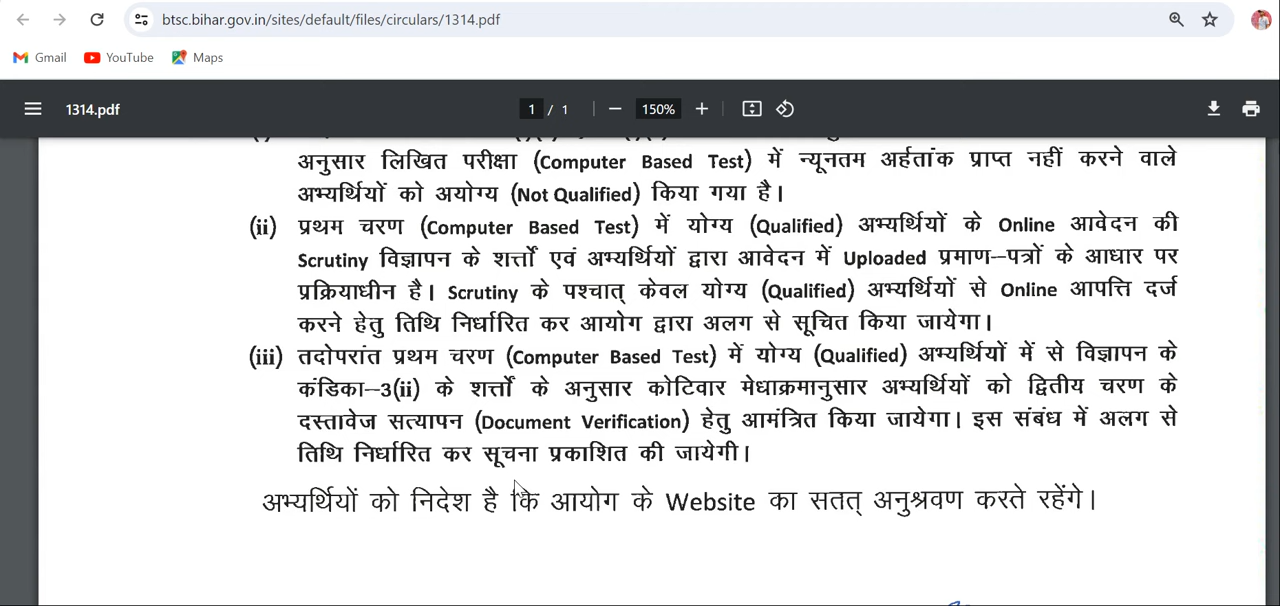 btsc.bihar.gov.in/sites/default/files/circulars/1314.pdf
Gmail YouTube Maps
1314.pdf 1 / 1 150%
अनुसार लिखित परीक्षा (Computer Based Test) में न्यूनतम अर्हतांक प्राप्त नहीं करने वाले
अभ्यर्थियों को अयोग्य (Not Qualified) किया गया है।
(ii) प्रथम चरण (Computer Based Test) में योग्य (Qualified) अभ्यर्थियों के Online आवेदन की
Scrutiny विज्ञापन के शर्त्तों एवं अभ्यर्थियों द्वारा आवेदन में Uploaded प्रमाण–पत्रों के आधार पर
प्रक्रियाधीन है। Scrutiny के पश्चात् केवल योग्य (Qualified) अभ्यर्थियों से Online आपत्ति दर्ज
करने हेतु तिथि निर्धारित कर आयोग द्वारा अलग से सूचित किया जायेगा।
(iii) तदोपरांत प्रथम चरण (Computer Based Test) में योग्य (Qualified) अभ्यर्थियों में से विज्ञापन के
कंडिका–3(ii) के शर्त्तों के अनुसार कोटिवार मेधाक्रमानुसार अभ्यर्थियों को द्वितीय चरण के
दस्तावेज सत्यापन (Document Verification) हेतु आमंत्रित किया जायेगा। इस संबंध में अलग से
तिथि निर्धारित कर सूचना प्रकाशित की जायेगी।
अभ्यर्थियों को निदेश है कि आयोग के Website का सतत् अनुश्रवण करते रहेंगे।